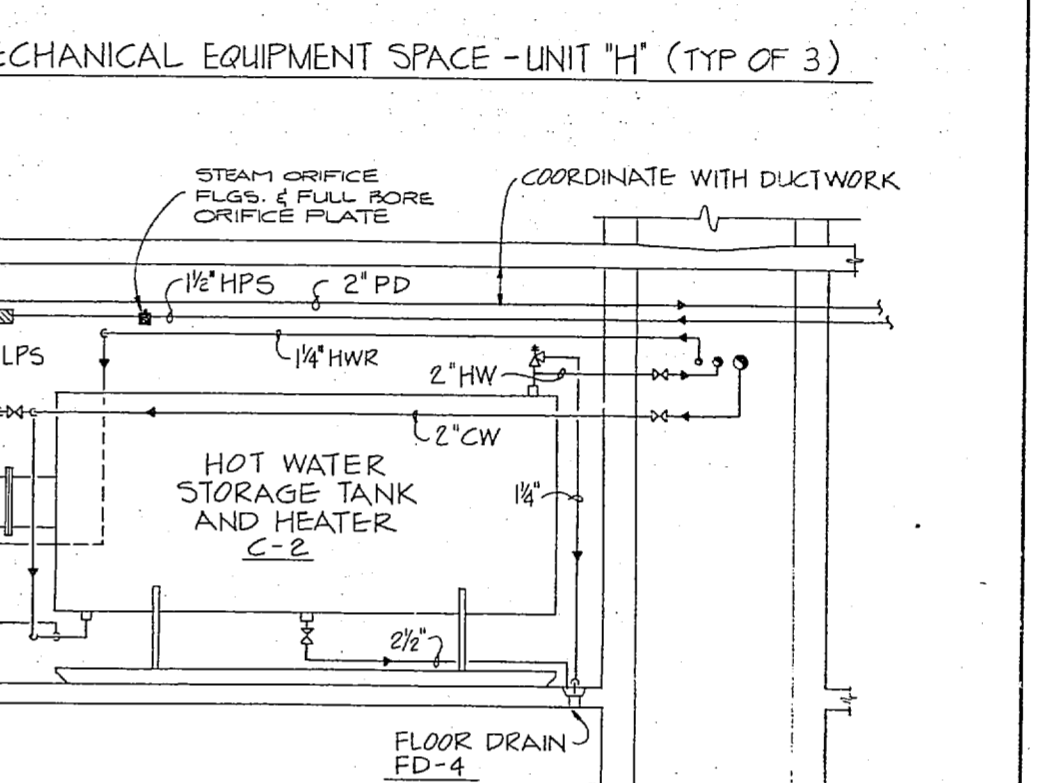 ECHANICAL EQUIPMENT SPACE - UNIT "H" (TYP OF 3)
STEAM ORIFICE
FLGS. & FULL BORE
ORIFICE PLATE
COORDINATE WITH DUCTWORK
1½" HPS
2" PD
LPS
1¼" HWR
2" HW
2" CW
HOT WATER
STORAGE TANK
AND HEATER
C-2
1¼"
2½"
FLOOR DRAIN
FD-4